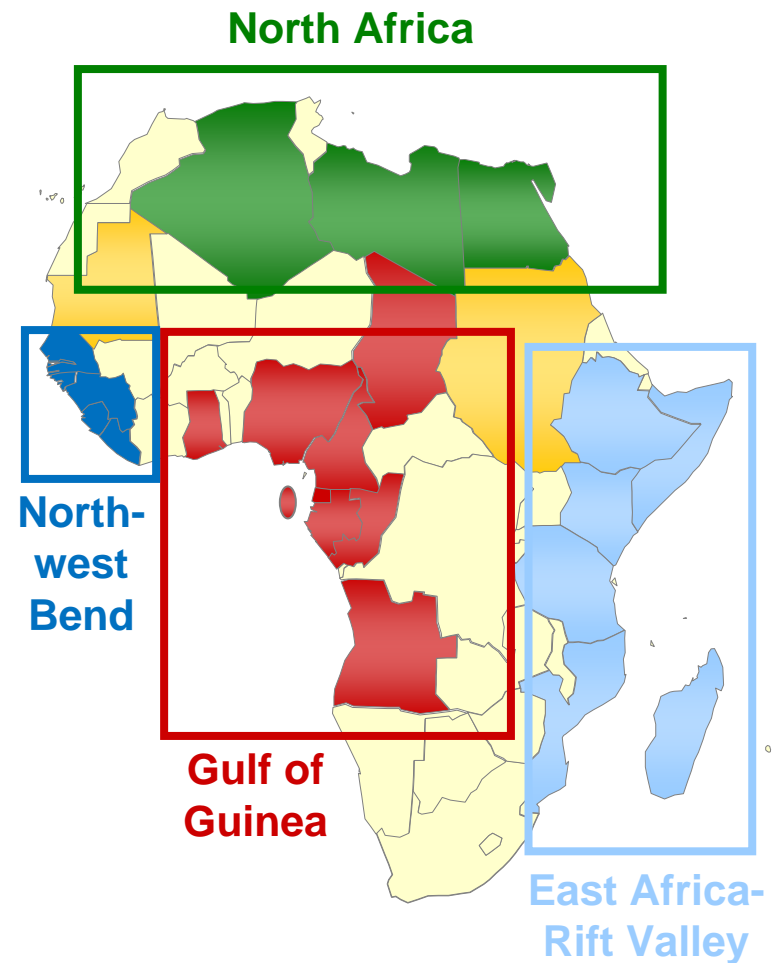 North Africa
North-
west
Bend
Gulf of
Guinea
East Africa-
Rift Valley